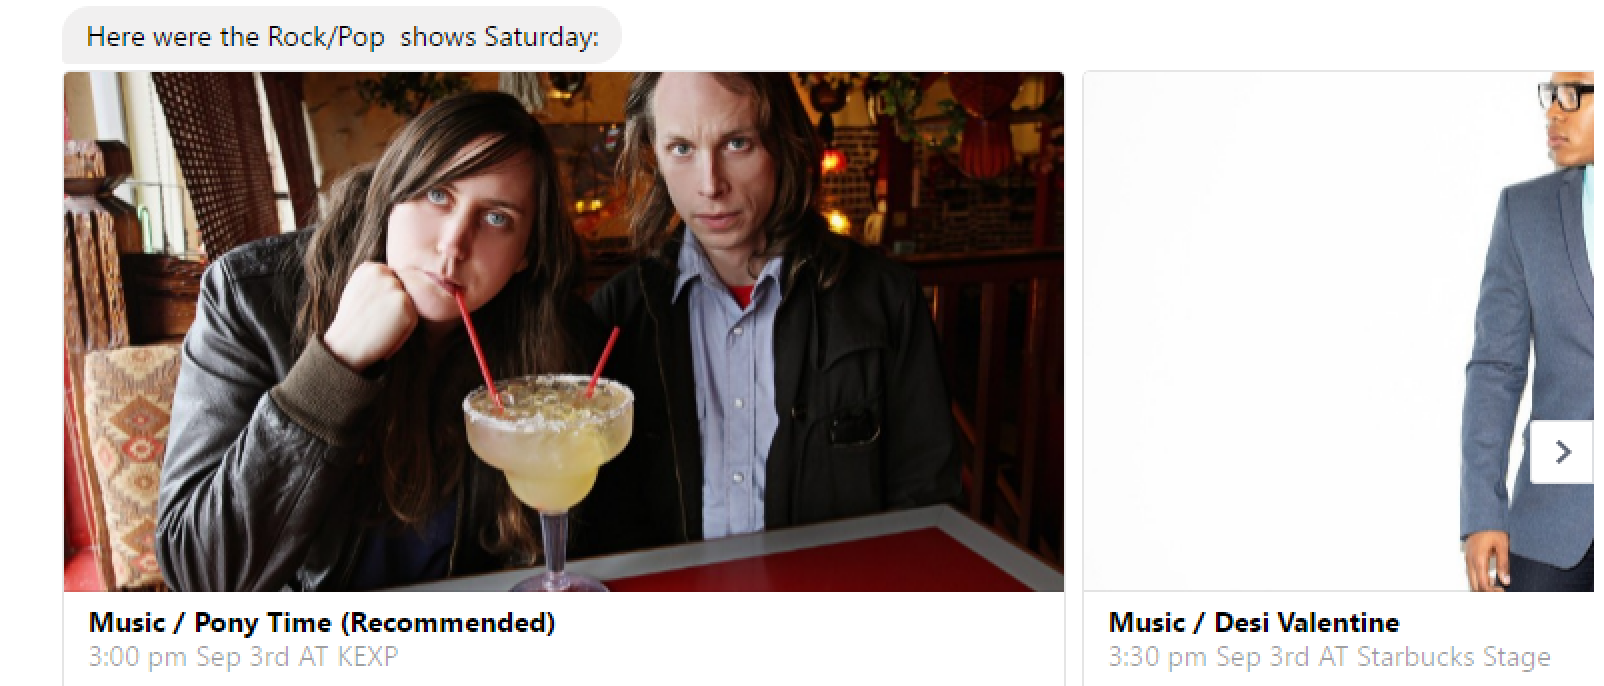 Here were the Rock/Pop  shows Saturday:
Music / Pony Time (Recommended)
3:00 pm Sep 3rd AT KEXP
Music / Desi Valentine
3:30 pm Sep 3rd AT Starbucks Stage